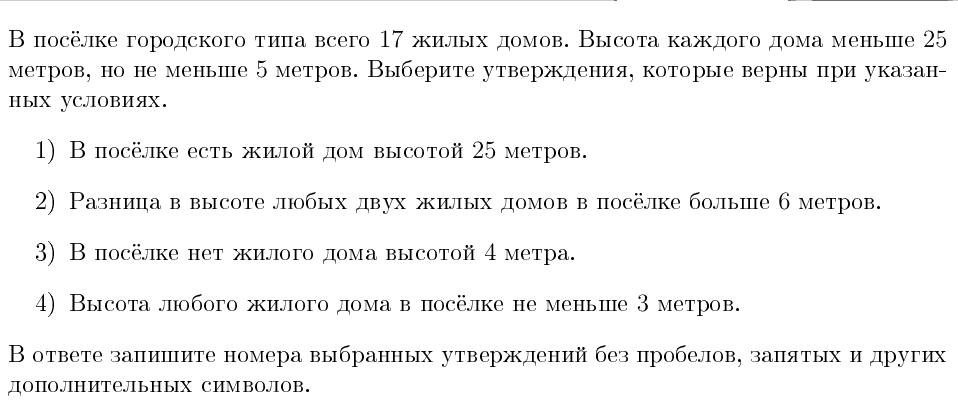 В посёлке городского типа всего 17 жилых домов. Высота каждого дома меньше 25
метров, но не меньше 5 метров. Выберите утверждения, которые верны при указан-
ных условиях.
1) В посёлке есть жилой дом высотой 25 метров.
2) Разница в высоте любых двух жилых домов в посёлке больше 6 метров.
3) В посёлке нет жилого дома высотой 4 метра.
4) Высота любого жилого дома в посёлке не меньше 3 метров.
В ответе запишите номера выбранных утверждений без пробелов, запятых и других
дополнительных символов.